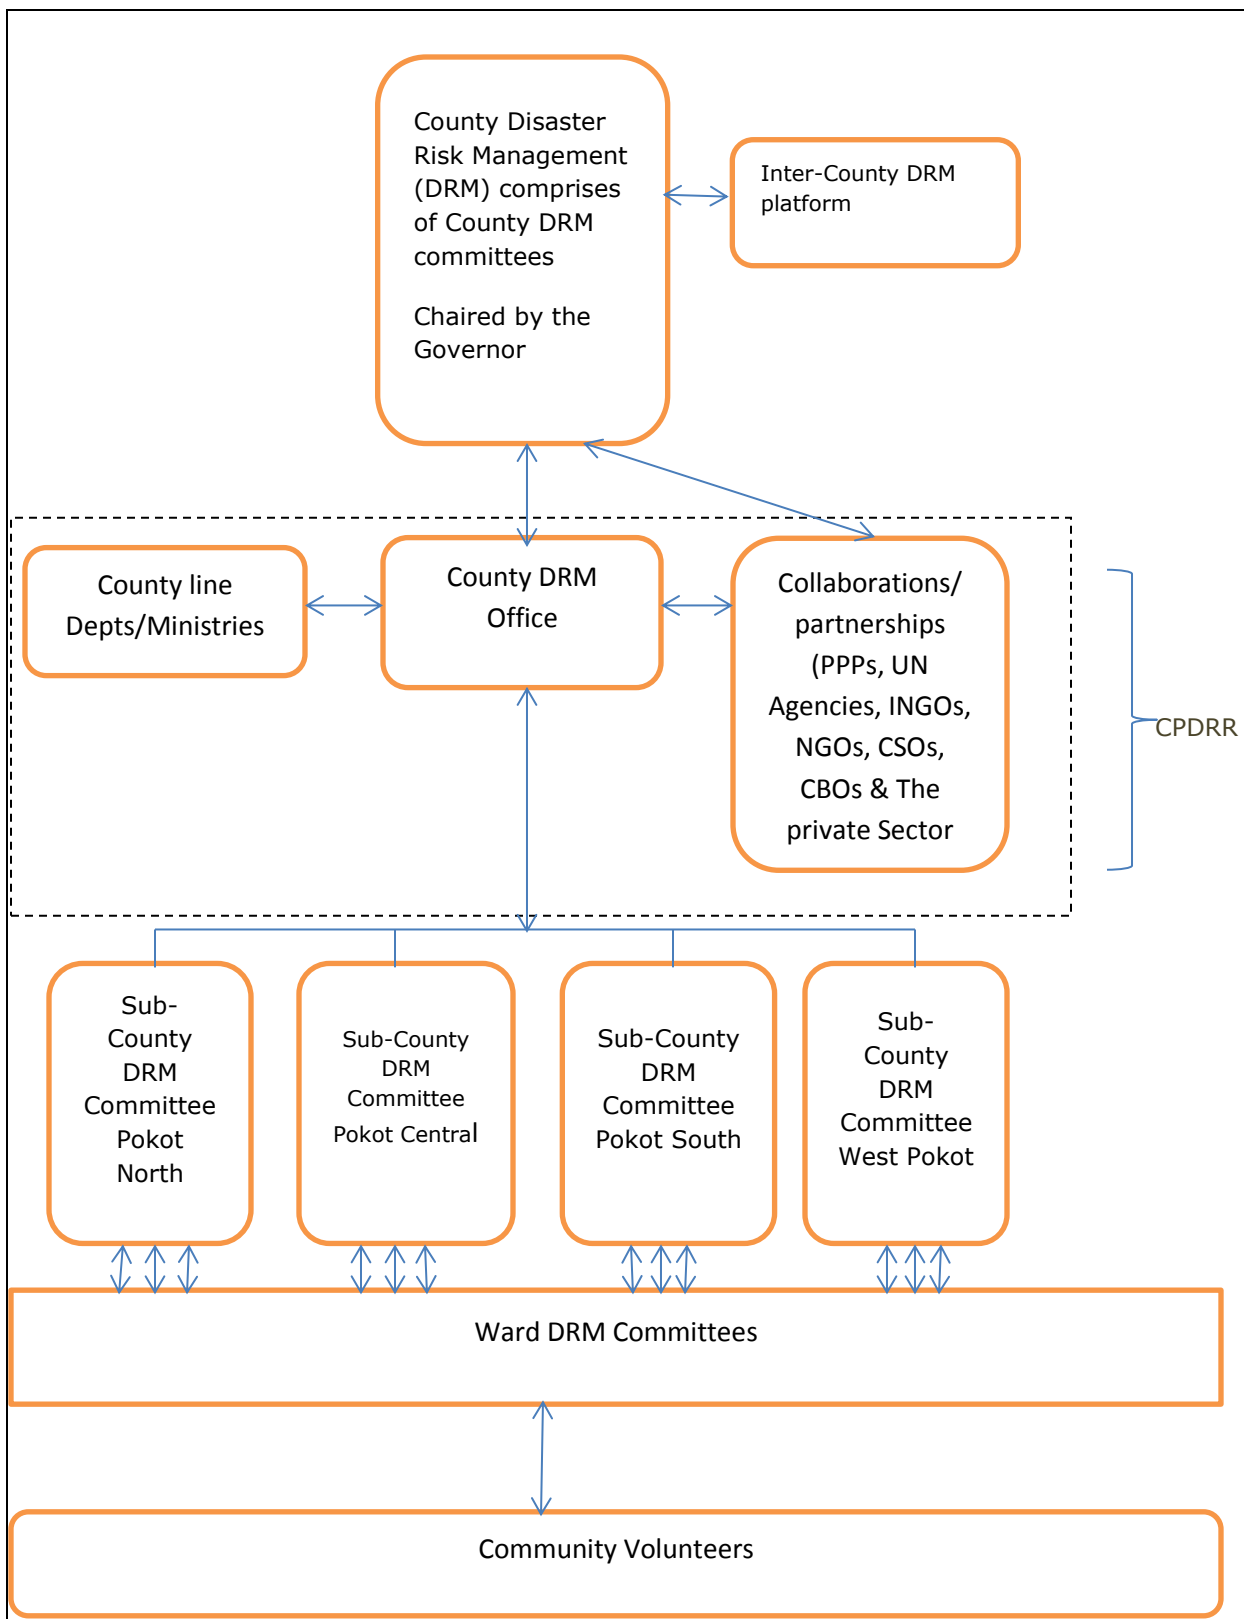 County Disaster
Risk Management
(DRM) comprises
of County DRM
committees
Chaired by the
Governor
Inter-County DRM
platform
County line
Depts/Ministries
County DRM
Office
Collaborations/
partnerships
(PPPs, UN
Agencies, INGOs,
NGOs, CSOs,
CBOs & The
private Sector
CPDRR
Sub-
County
DRM
Committee
Pokot
North
Sub-County
DRM
Committee
Pokot Central
Sub-County
DRM
Committee
Pokot South
Sub-
County
DRM
Committee
West Pokot
Ward DRM Committees
Community Volunteers